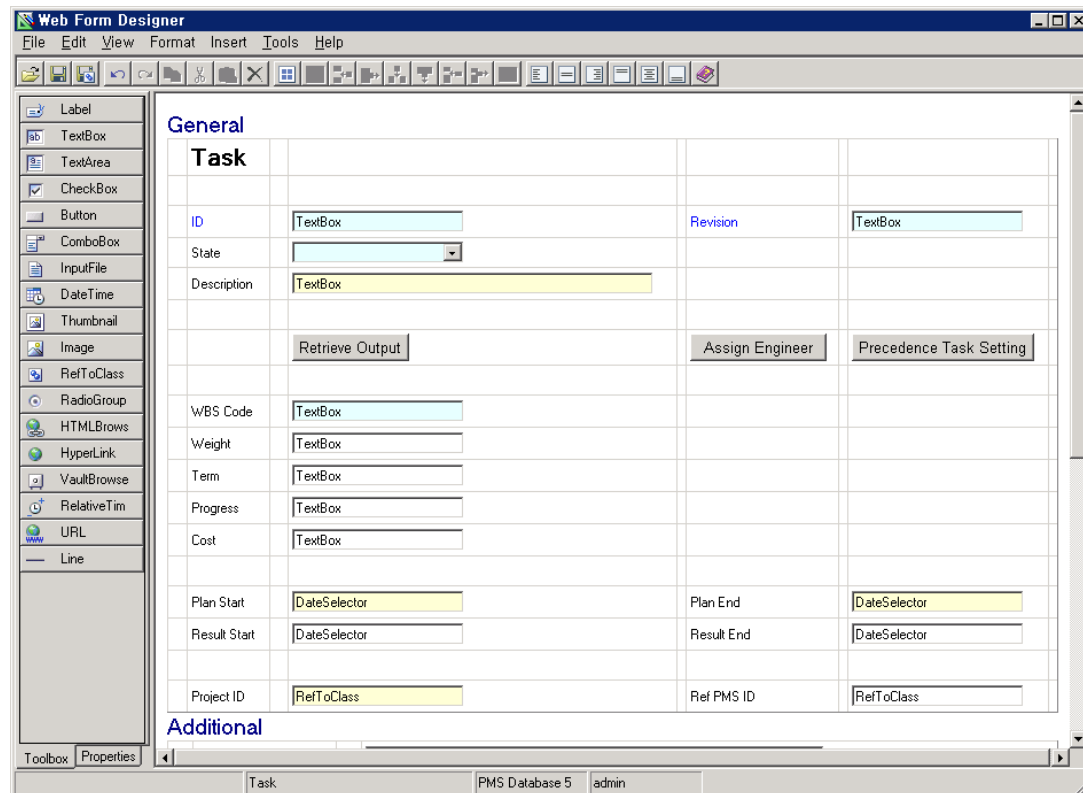 Web Form Designer
File Edit View Format Insert Tools Help
Label
TextBox
TextArea
CheckBox
Button
ComboBox
InputFile
DateTime
Thumbnail
Image
RefToClass
RadioGroup
HTMLBrows
HyperLink
VaultBrowse
RelativeTim
URL
Line
Toolbox Properties
General
Task
ID TextBox Revision TextBox
State
Description TextBox
Retrieve Output Assign Engineer Precedence Task Setting
WBS Code TextBox
Weight TextBox
Term TextBox
Progress TextBox
Cost TextBox
Plan Start DateSelector Plan End DateSelector
Result Start DateSelector Result End DateSelector
Project ID RefToClass Ref PMS ID RefToClass
Additional
Task PMS Database 5 admin